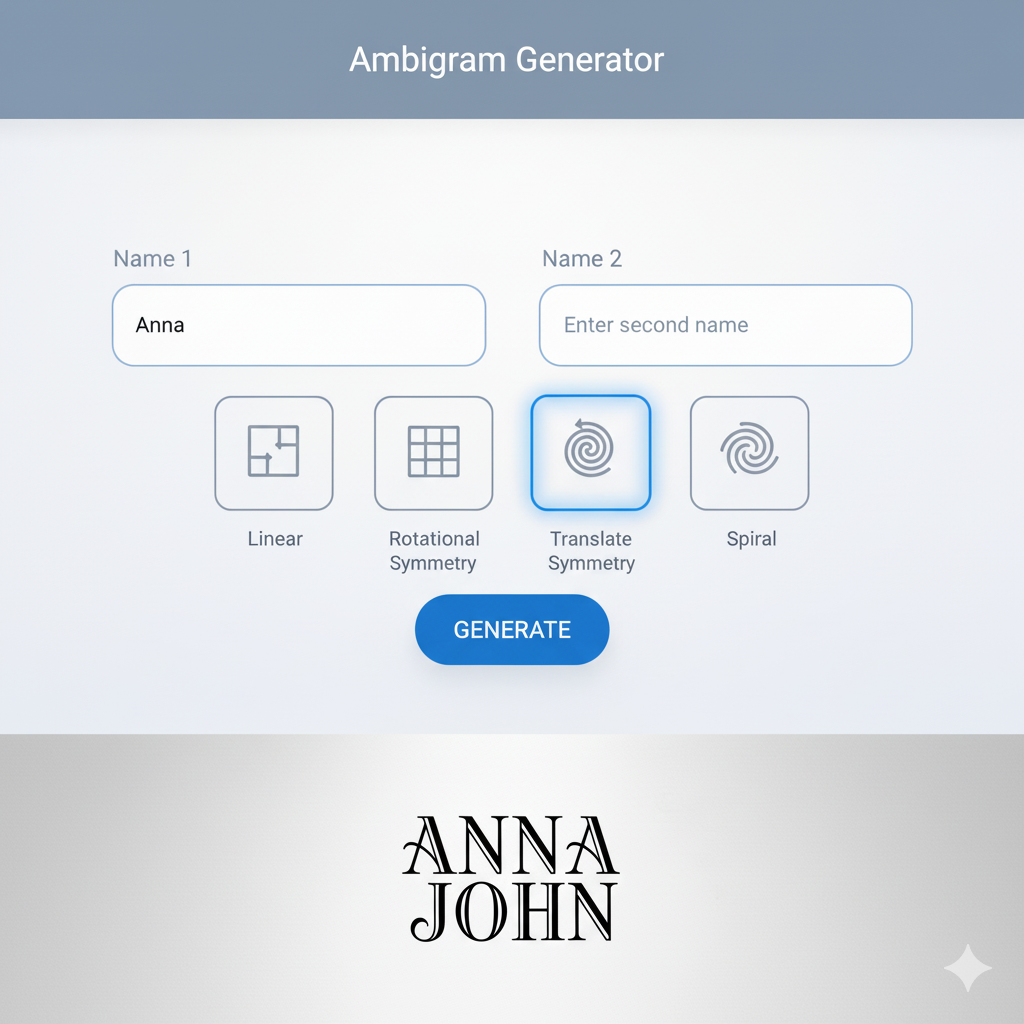 Ambigram Generator
Name 1
Name 2
Anna
Enter second name
Linear
Rotational
Symmetry
Translate
Symmetry
Spiral
GENERATE
ANNA
JOHN